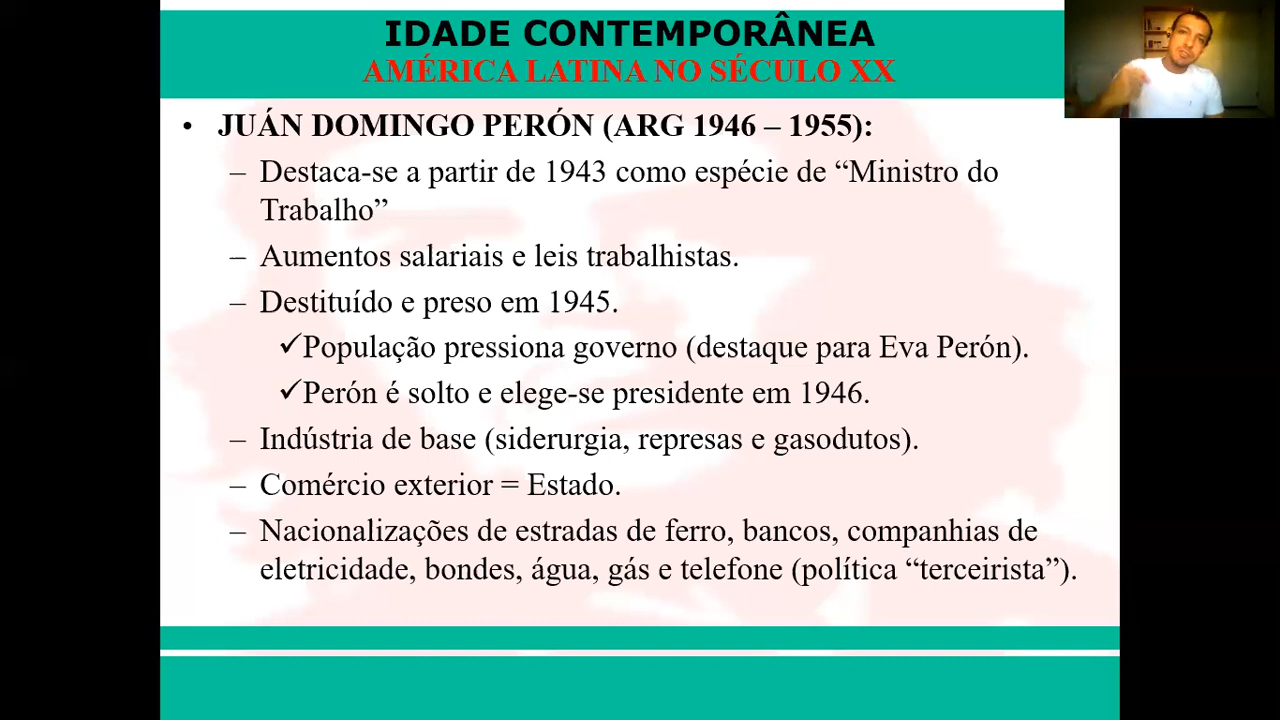 IDADE CONTEMPORÂNEA
AMÉRICA LATINA NO SÉCULO XX
• JUÁN DOMINGO PERÓN (ARG 1946 – 1955):
– Destaca-se a partir de 1943 como espécie de “Ministro do
Trabalho”
– Aumentos salariais e leis trabalhistas.
– Destituído e preso em 1945.
✓População pressiona governo (destaque para Eva Perón).
✓Perón é solto e elege-se presidente em 1946.
– Indústria de base (siderurgia, represas e gasodutos).
– Comércio exterior = Estado.
– Nacionalizações de estradas de ferro, bancos, companhias de
eletricidade, bondes, água, gás e telefone (política “terceirista”).